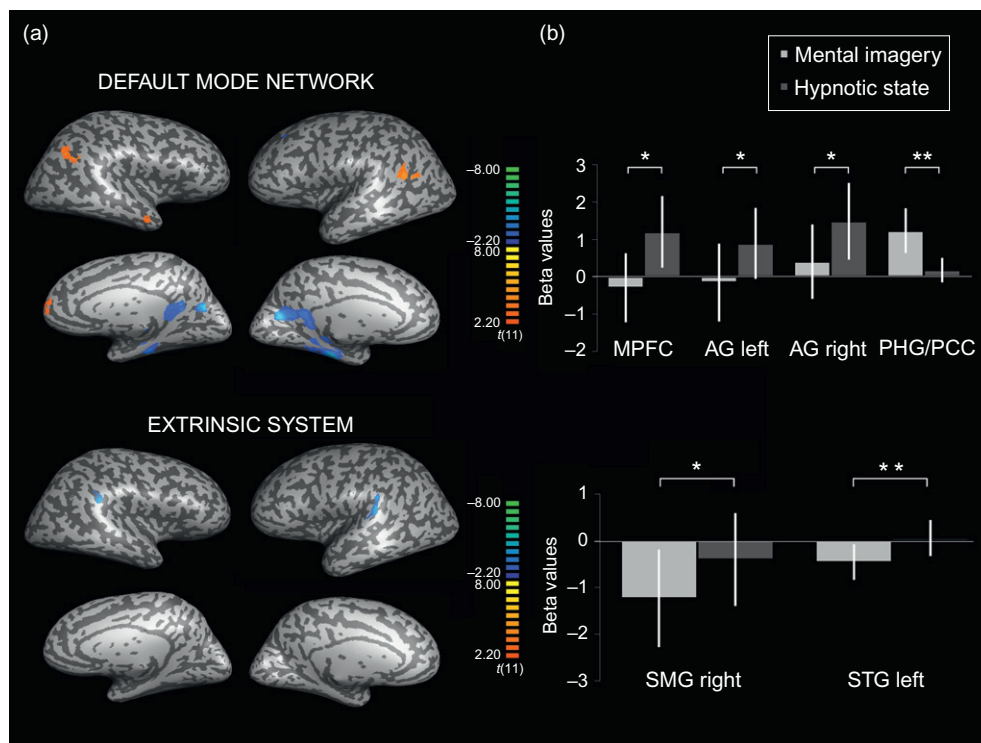 (a)
DEFAULT MODE NETWORK
–8.00
–2.20
8.00
2.20
t(11)
EXTRINSIC SYSTEM
–8.00
–2.20
8.00
2.20
t(11)
(b)
Mental imagery
Hypnotic state
* * * **
3
2
1
0
–1
–2
Beta values
MPFC AG left AG right PHG/PCC
* **
1
0
–1
–2
–3
Beta values
SMG right STG left